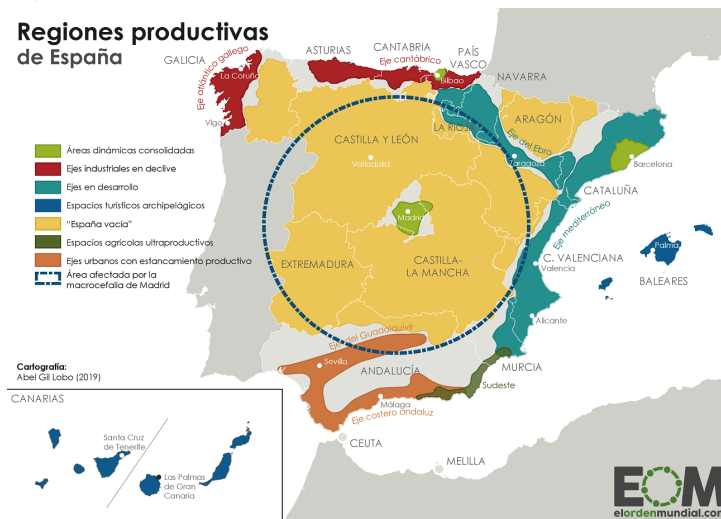 Regiones productivas
de España
GALICIA
ASTURIAS
CANTABRIA
PAÍS
VASCO
NAVARRA
Eje atlántico gallego
Eje cantábrico
La Coruña
Bilbao
Vigo
LA RIOJA
ARAGÓN
Eje del Ebro
Zaragoza
Barcelona
CATALUÑA
CASTILLA Y LEÓN
Valladolid
Madrid
Áreas dinámicas consolidadas
Ejes industriales en declive
Ejes en desarrollo
Espacios turísticos archipelágicos
"España vacía"
Espacios agrícolas ultraproductivos
Ejes urbanos con estancamiento productivo
Área afectada por la
macrocefalia de Madrid
Eje mediterráneo
C. VALENCIANA
Valencia
Palma
BALEARES
EXTREMADURA
CASTILLA-
LA MANCHA
Alicante
Eje del Guadalquivir
Sevilla
ANDALUCÍA
MURCIA
Sudeste
Málaga
Eje costero andaluz
Cartografía:
Abel Gil Lobo (2019)
CANARIAS
Santa Cruz
de Tenerife
Las Palmas
de Gran
Canaria
CEUTA
MELILLA
EOM
elordenmundial.com